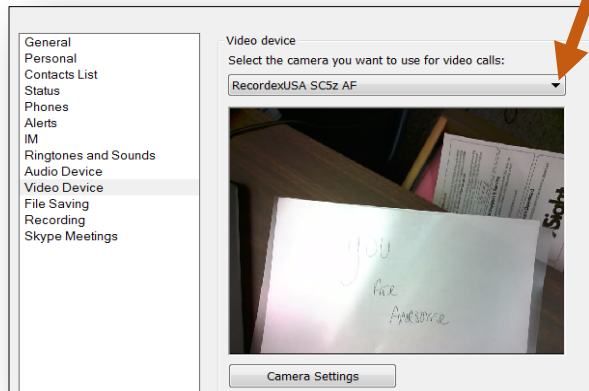 General
Personal
Contacts List
Status
Phones
Alerts
IM
Ringtones and Sounds
Audio Device
Video Device
File Saving
Recording
Skype Meetings
Video device
Select the camera you want to use for video calls:
RecordexUSA SC5z AF
Sight
you
Are
Awesome
Camera Settings